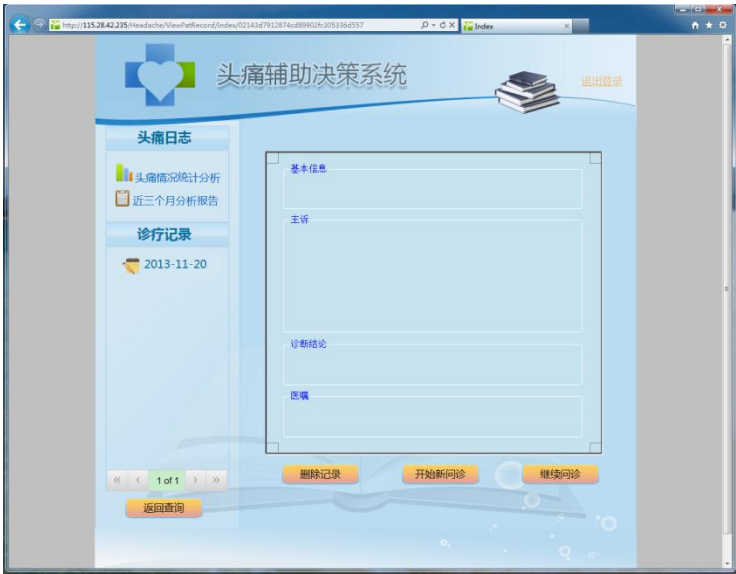 http://115.28.42.235/Headache/ViewPatRecord/Index/02143d7912874cd89902fc305336d557
Index
头痛辅助决策系统
退出登录
头痛日志
头痛情况统计分析
近三个月分析报告
诊疗记录
2013-11-20
1 of 1
返回查询
基本信息
主诉
诊断结论
医嘱
删除记录
开始新问诊
继续问诊